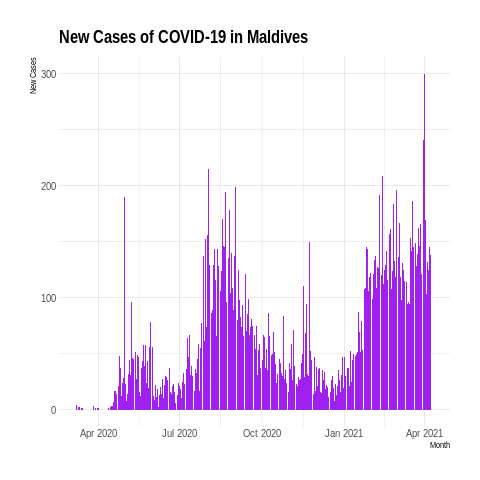 New Cases of COVID-19 in Maldives
New Cases
300
200
100
0
Apr 2020
Jul 2020
Oct 2020
Jan 2021
Apr 2021
Month